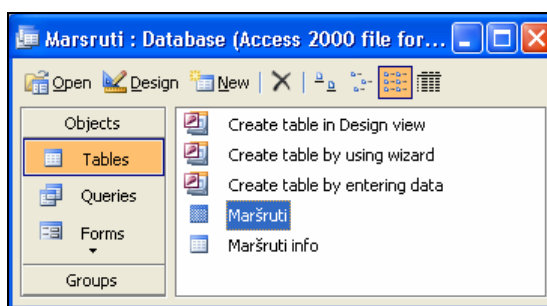 Marsruti : Database (Access 2000 file for...
Open Design New
Objects
Tables
Queries
Forms
Groups
Create table in Design view
Create table by using wizard
Create table by entering data
Maršruti
Maršruti info